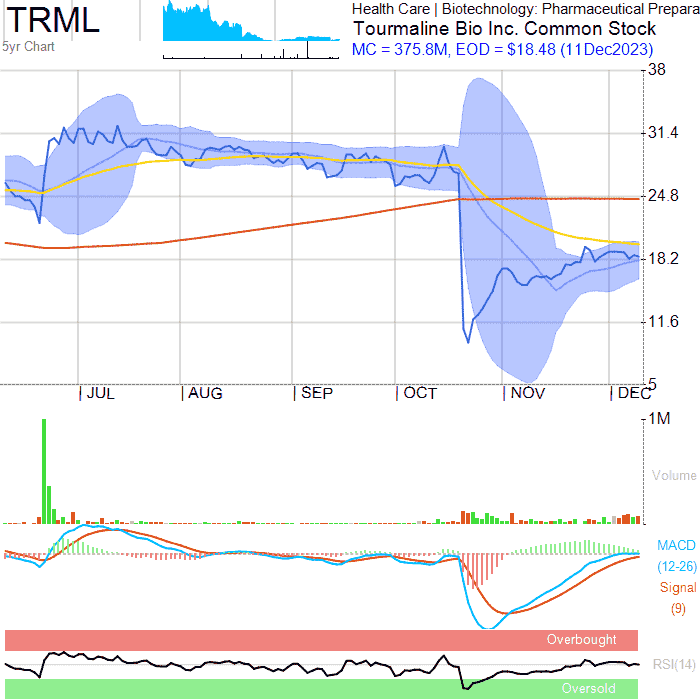 TRML
5yr Chart
Health Care | Biotechnology: Pharmaceutical Prepara
Tourmaline Bio Inc. Common Stock
MC = 375.8M, EOD = $18.48 (11Dec2023)
38
31.4
24.8
18.2
11.6
5
JUL AUG SEP OCT NOV DEC
1M
Volume
MACD
(12-26)
Signal
(9)
Overbought
RSI(14)
Oversold